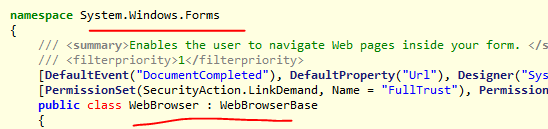 namespace System.Windows.Forms
{
/// <summary>Enables the user to navigate Web pages inside your form. </s
/// <filterpriority>1</filterpriority>
[DefaultEvent("DocumentCompleted"), DefaultProperty("Url"), Designer("Sys
[PermissionSet(SecurityAction.LinkDemand, Name = "FullTrust"), Permission
public class WebBrowser : WebBrowserBase
{